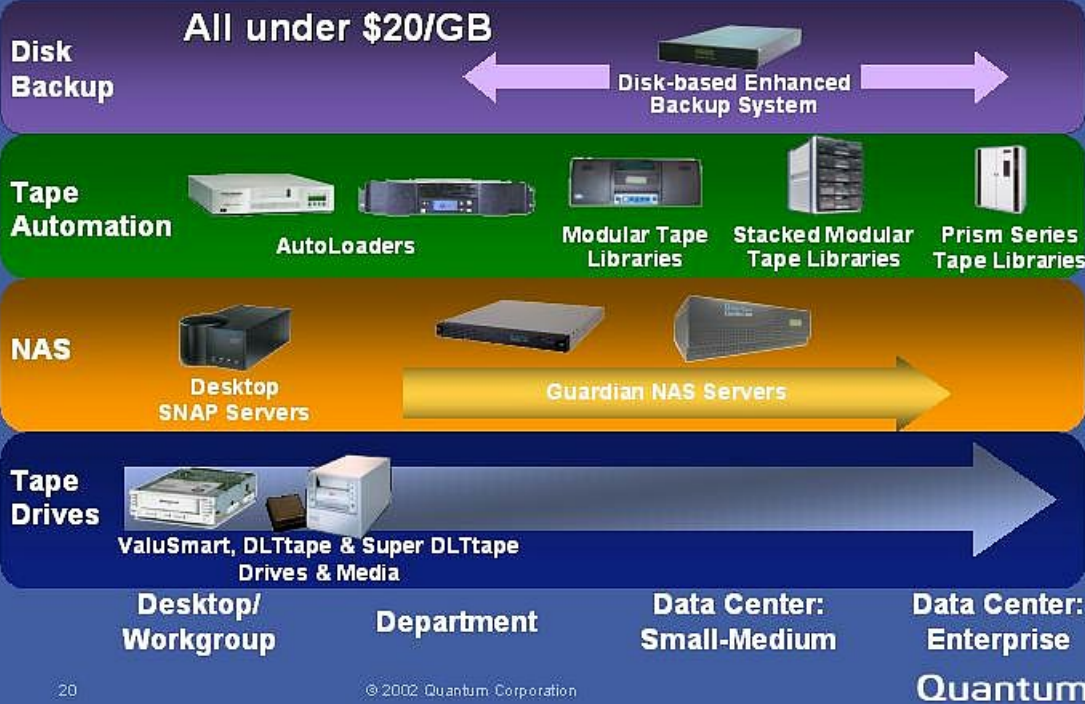 All under $20/GB
Disk
Backup
Disk-based Enhanced
Backup System
Tape
Automation
AutoLoaders
Modular Tape
Libraries
Stacked Modular
Tape Libraries
Prism Series
Tape Libraries
NAS
Desktop
SNAP Servers
Guardian NAS Servers
Tape
Drives
ValuSmart, DLTtape & Super DLTtape
Drives & Media
Desktop/
Workgroup
Department
Data Center:
Small-Medium
Data Center:
Enterprise
20
© 2002 Quantum Corporation
Quantum